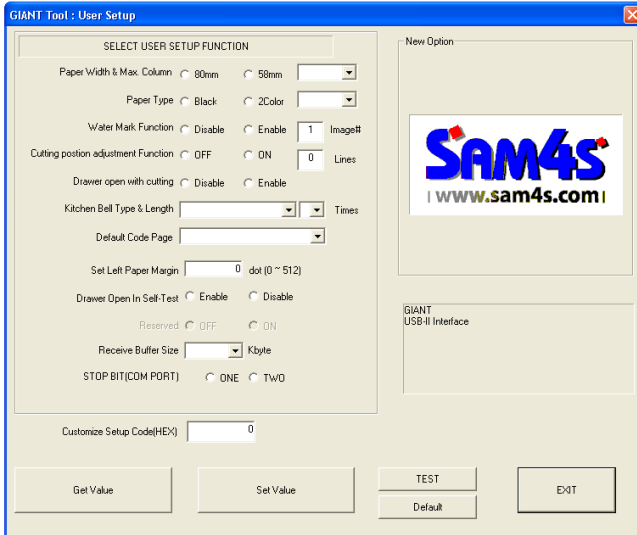 GIANT Tool : User Setup
SELECT USER SETUP FUNCTION
Paper Width & Max. Column 80mm 58mm
Paper Type Black 2Color
Water Mark Function Disable Enable 1 Image#
Cutting postion adjustment Function OFF ON 0 Lines
Drawer open with cutting Disable Enable
Kitchen Bell Type & Length Times
Default Code Page
Set Left Paper Margin 0 dot (0 ~ 512)
Drawer Open In Self-Test Enable Disable
Reserved OFF ON
Receive Buffer Size Kbyte
STOP BIT(COM PORT) ONE TWO
Customize Setup Code(HEX) 0
New Option
SAM4S
www.sam4s.com
GIANT
USB-II Interface
Get Value
Set Value
TEST
Default
EXIT